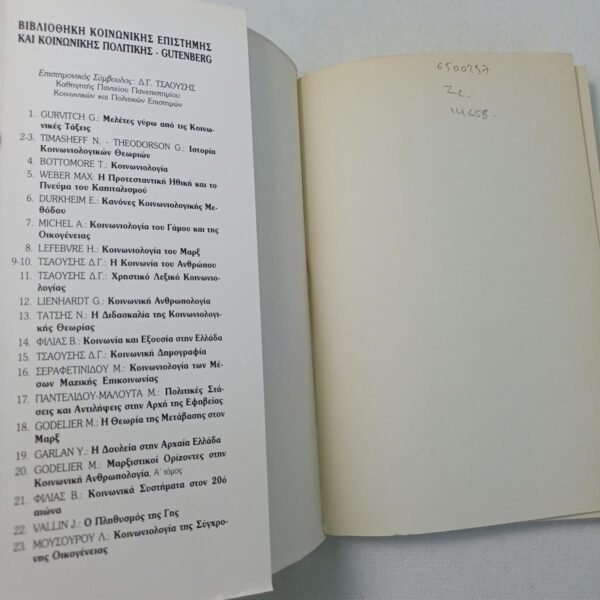 ΒΙΒΛΙΟΘΗΚΗ ΚΟΙΝΩΝΙΚΗΣ ΕΠΙΣΤΗΜΗΣ
ΚΑΙ ΚΟΙΝΩΝΙΚΗΣ ΠΟΛΙΤΙΚΗΣ - GUTENBERG
Επιστημονικός Σύμβουλος: Δ.Γ. ΤΣΑΟΥΣΗΣ
Καθηγητής Παντείου Πανεπιστημίου
Κοινωνικών και Πολιτικών Επιστημών
1. GURVITCH G.: Μελέτες γύρω από τις Κοινω-
νικές Τάξεις
2-3. TIMASHEFF N. - THEODORSON G.: Ιστορία
Κοινωνιολογικών Θεωριών
4. BOTTOMORE T.: Κοινωνιολογία
5. WEBER MAX: Η Προτεσταντική Ηθική και το
Πνεύμα του Καπιταλισμού
6. DURKHEIM E.: Κανόνες Κοινωνιολογικής Με-
θόδου
7. MICHEL A.: Κοινωνιολογία του Γάμου και της
Οικογένειας
8. LEFEBVRE H.: Κοινωνιολογία του Μαρξ
9-10. ΤΣΑΟΥΣΗΣ Δ.Γ.: Η Κοινωνία του Ανθρώπου
11. ΤΣΑΟΥΣΗΣ Δ.Γ.: Χρηστικό Λεξικό Κοινωνιο-
λογίας
12. LIENHARDT G.: Κοινωνική Ανθρωπολογία
13. ΤΑΤΣΗΣ Ν.: Η Διδασκαλία της Κοινωνιολογι-
κής Θεωρίας
14. ΦΙΛΙΑΣ Β.: Κοινωνία και Εξουσία στην Ελλάδα
15. ΤΣΑΟΥΣΗΣ Δ.Γ.: Κοινωνική Δημογραφία
16. ΣΕΡΑΦΕΤΙΝΙΔΟΥ Μ.: Κοινωνιολογία των Μέ-
σων Μαζικής Επικοινωνίας
17. ΠΑΝΤΕΛΙΔΟΥ-ΜΑΛΟΥΤΑ Μ.: Πολιτικές Στά-
σεις και Αντιλήψεις στην Αρχή της Εφηβείας
18. GODELIER M.: Η Θεωρία της Μετάβασης στον
Μαρξ
19. GARLAN Y.: Η Δουλεία στην Αρχαία Ελλάδα
20. GODELIER M.: Μαρξιστικοί Ορίζοντες στην
Κοινωνική Ανθρωπολογία, Α΄ τόμος
21. ΦΙΛΙΑΣ Β.: Κοινωνικά Συστήματα στον 20ό
αιώνα
22. VALLIN J.: Ο Πληθυσμός της Γης
23. ΜΟΥΣΟΥΡΟΥ Λ.: Κοινωνιολογία της Σύγχρο-
νης Οικογένειας
6500297
14658.